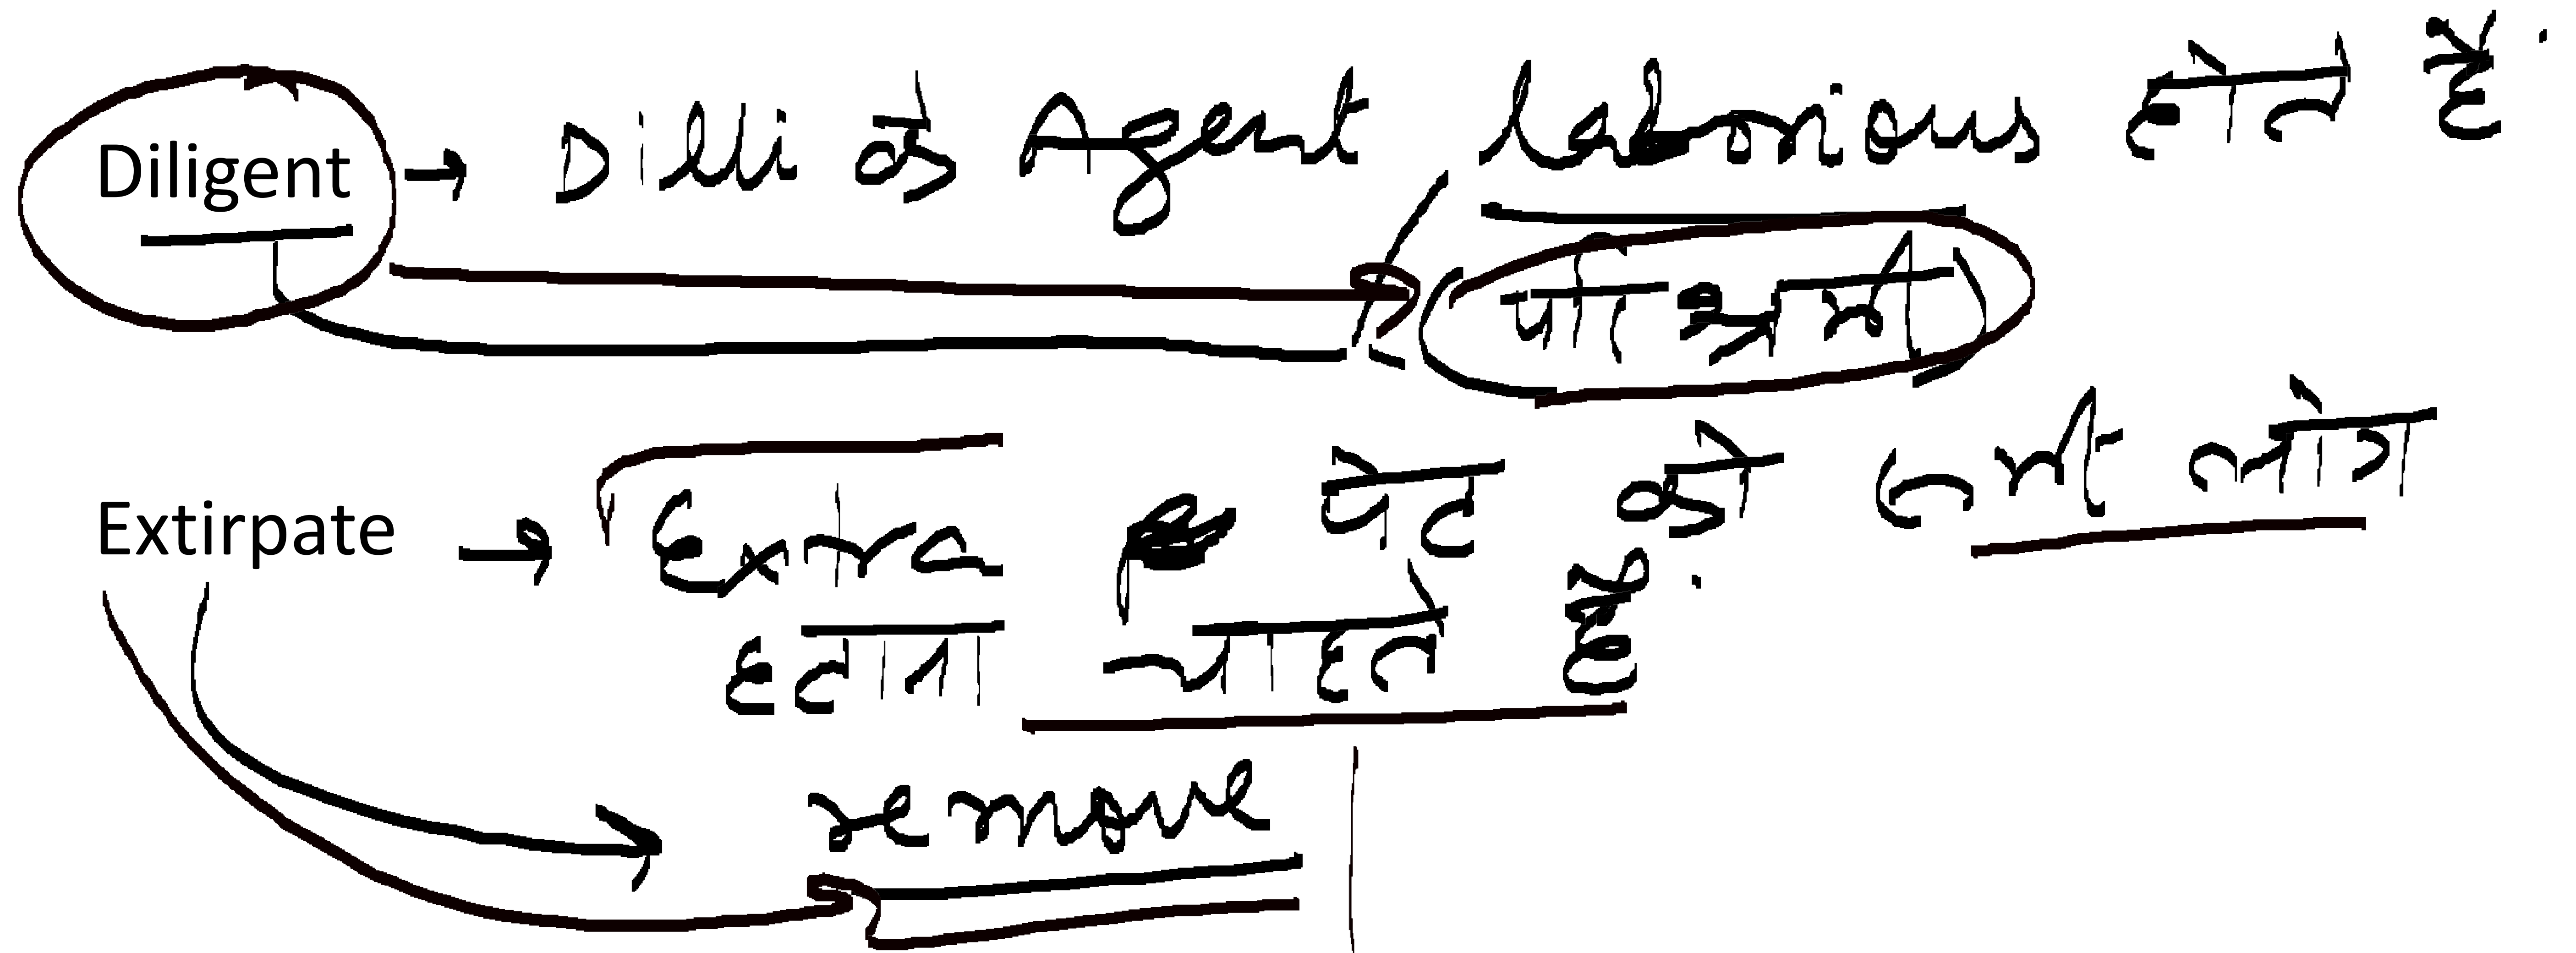 Diligent → Dilli के Agent laborious होते हैं.
(परिश्रमी)
Extirpate → Extra पेट को सभी लोग
हटाना चाहते हैं.
remove